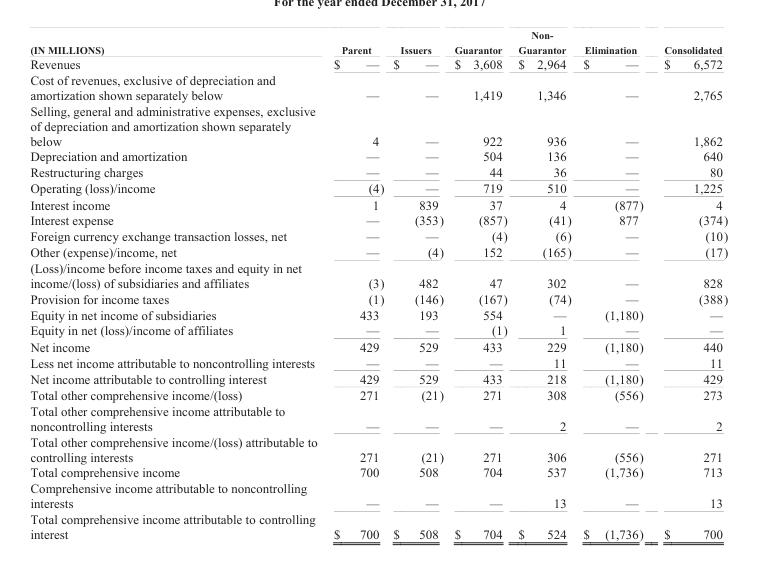 For the year ended December 31, 2017
Non-
(IN MILLIONS) Parent Issuers Guarantor Guarantor Elimination Consolidated
Revenues $ — $ — $ 3,608 $ 2,964 $ — $ 6,572
Cost of revenues, exclusive of depreciation and
amortization shown separately below — — 1,419 1,346 — 2,765
Selling, general and administrative expenses, exclusive
of depreciation and amortization shown separately
below 4 — 922 936 — 1,862
Depreciation and amortization — — 504 136 — 640
Restructuring charges — — 44 36 — 80
Operating (loss)/income (4) — 719 510 — 1,225
Interest income 1 839 37 4 (877) 4
Interest expense — (353) (857) (41) 877 (374)
Foreign currency exchange transaction losses, net — — (4) (6) — (10)
Other (expense)/income, net — (4) 152 (165) — (17)
(Loss)/income before income taxes and equity in net
income/(loss) of subsidiaries and affiliates (3) 482 47 302 — 828
Provision for income taxes (1) (146) (167) (74) — (388)
Equity in net income of subsidiaries 433 193 554 — (1,180) —
Equity in net (loss)/income of affiliates — — (1) 1 — —
Net income 429 529 433 229 (1,180) 440
Less net income attributable to noncontrolling interests — — — 11 — 11
Net income attributable to controlling interest 429 529 433 218 (1,180) 429
Total other comprehensive income/(loss) 271 (21) 271 308 (556) 273
Total other comprehensive income attributable to
noncontrolling interests — — — 2 — 2
Total other comprehensive income/(loss) attributable to
controlling interests 271 (21) 271 306 (556) 271
Total comprehensive income 700 508 704 537 (1,736) 713
Comprehensive income attributable to noncontrolling
interests — — — 13 — 13
Total comprehensive income attributable to controlling
interest $ 700 $ 508 $ 704 $ 524 $ (1,736) $ 700